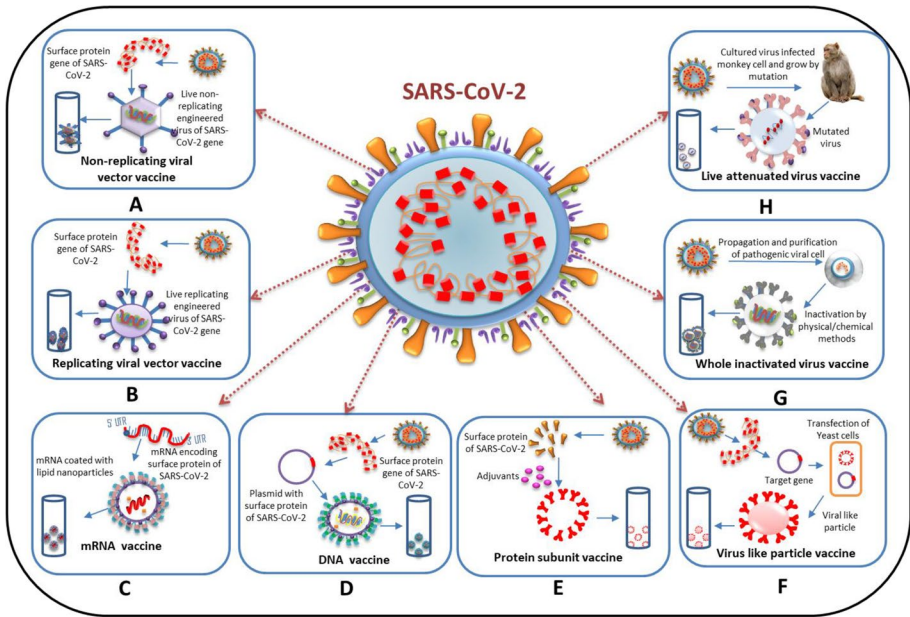 SARS-CoV-2
Surface protein
gene of SARS-
CoV-2
Live non-
replicating
engineered
virus of SARS-
CoV-2 gene
Non-replicating viral
vector vaccine
A
Surface protein
gene of SARS-
CoV-2
Live replicating
engineered
virus of SARS-
CoV-2 gene
Replicating viral vector vaccine
B
5' UTR
5' UTR
mRNA coated with
lipid nanoparticles
mRNA encoding
surface protein of
SARS-CoV-2
mRNA vaccine
C
Surface protein
gene of SARS-
CoV-2
Plasmid with
surface protein
of SARS-CoV-2
DNA vaccine
D
Surface protein
of SARS-CoV-2
Adjuvants
Protein subunit vaccine
E
Transfection of
Yeast cells
Target gene
Viral like
particle
Virus like particle vaccine
F
Propagation and purification
of pathogenic viral cell
Inactivation by
physical/chemical
methods
Whole inactivated virus vaccine
G
Cultured virus infected
monkey cell and grow by
mutation
Mutated
virus
Live attenuated virus vaccine
H